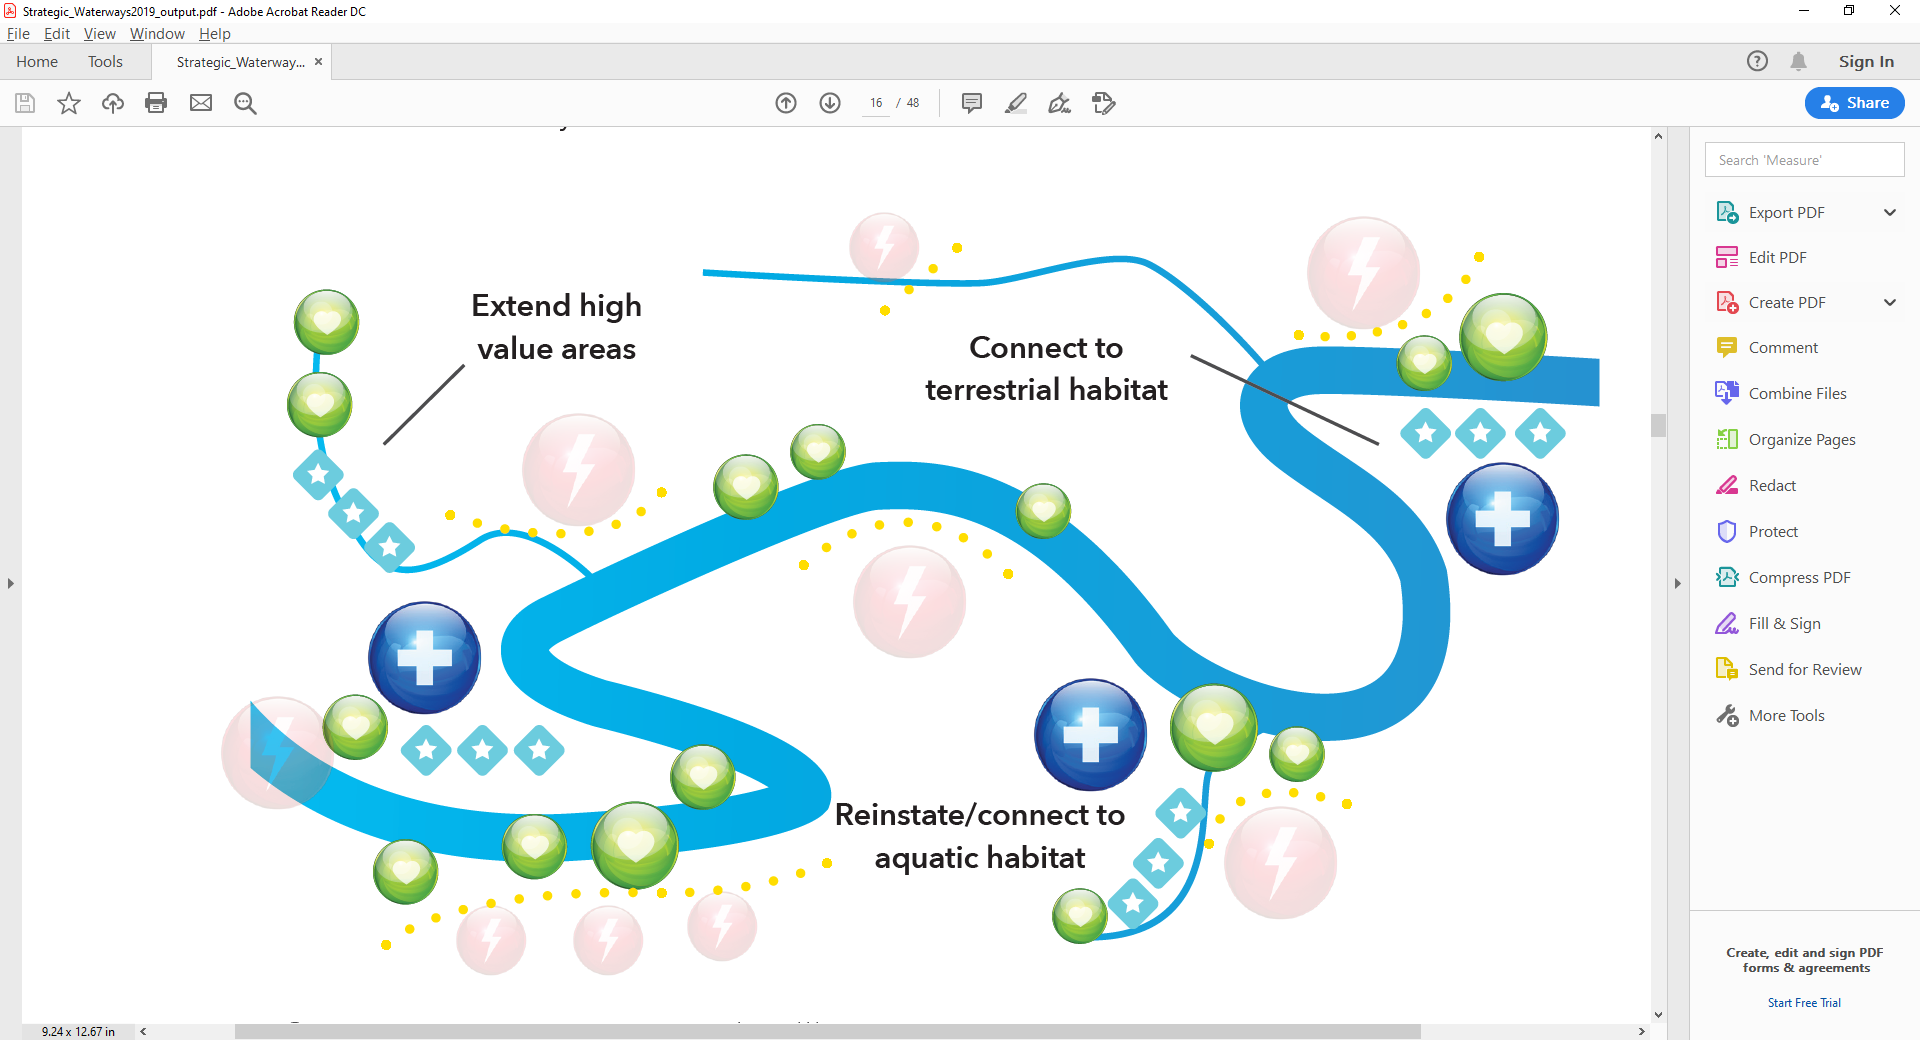 Strategic_Waterways2019_output.pdf - Adobe Acrobat Reader DC
File Edit View Window Help
Home Tools Strategic_Waterway... × Sign In
16 / 48 Share
Search 'Measure'
Export PDF
Edit PDF
Create PDF
Comment
Combine Files
Organize Pages
Redact
Protect
Compress PDF
Fill & Sign
Send for Review
More Tools
Create, edit and sign PDF
forms & agreements
Start Free Trial
Extend high
value areas
Connect to
terrestrial habitat
Reinstate/connect to
aquatic habitat
9.24 x 12.67 in